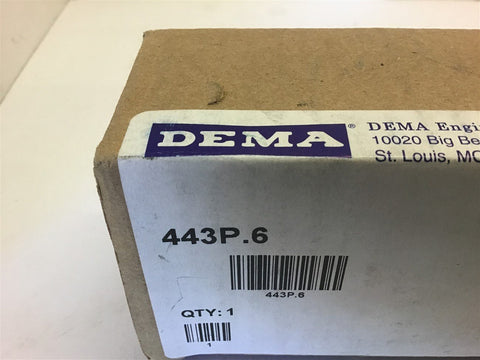 DEMA®
DEMA Engi
10020 Big Be
St. Louis, MO
443P.6
443P.6
QTY: 1
1